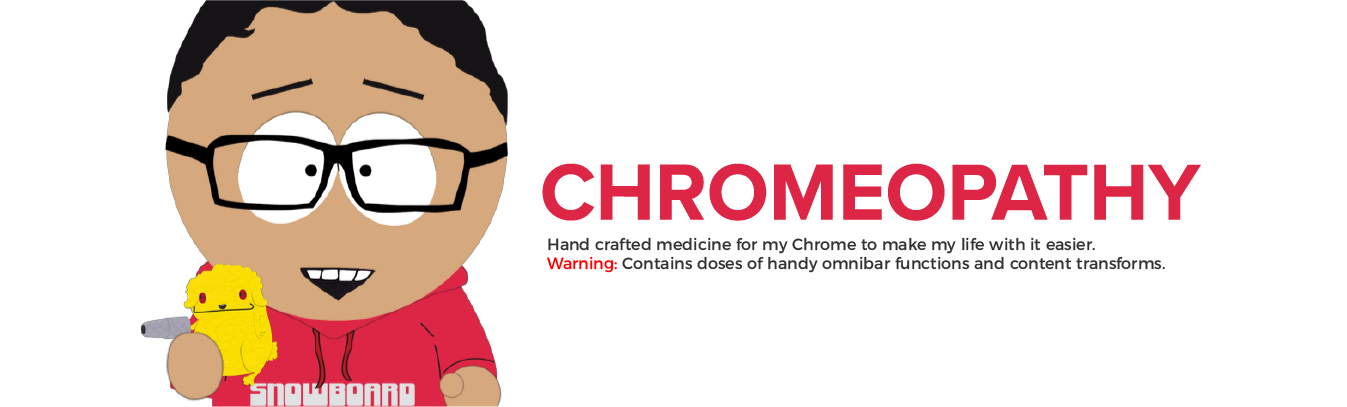 CHROMEOPATHY
Hand crafted medicine for my Chrome to make my life with it easier.
Warning: Contains doses of handy omnibar functions and content transforms.
SNOWBOARD